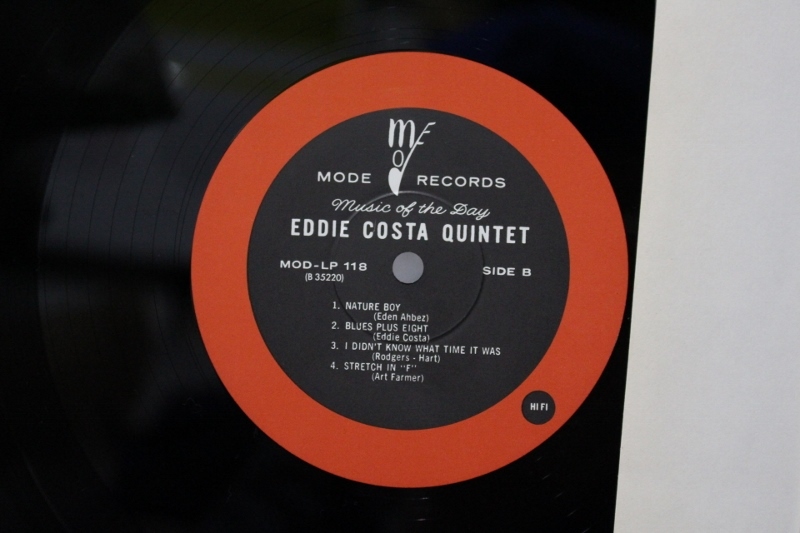 MODE
MODE RECORDS
Music of the Day
EDDIE COSTA QUINTET
MOD-LP 118 SIDE B
(B 35220)
1. NATURE BOY
(Eden Ahbez)
2. BLUES PLUS EIGHT
(Eddie Costa)
3. I DIDN'T KNOW WHAT TIME IT WAS
(Rodgers - Hart)
4. STRETCH IN "F"
(Art Farmer)
HI FI